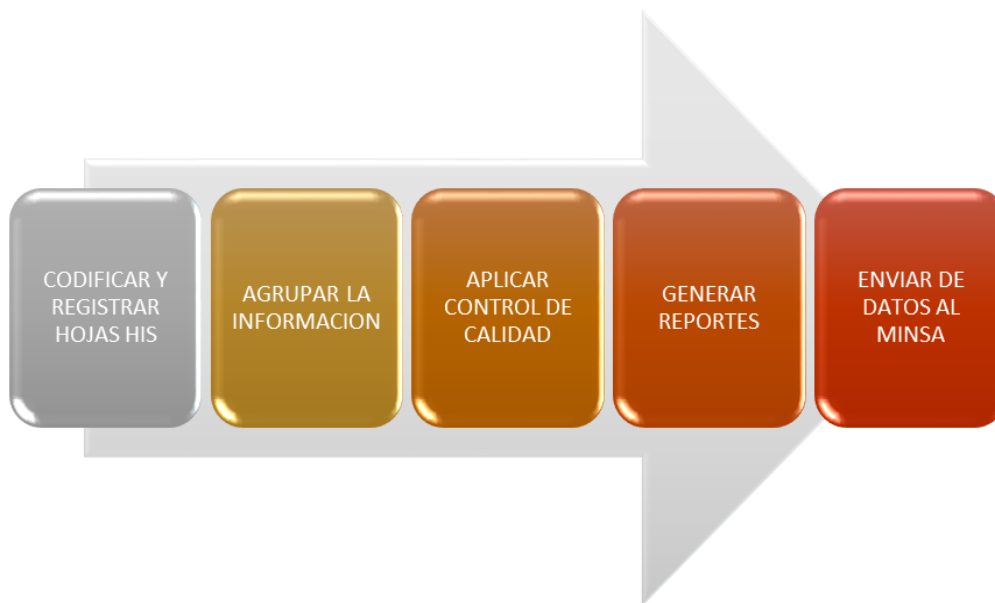 CODIFICAR Y
REGISTRAR
HOJAS HIS
AGRUPAR LA
INFORMACION
APLICAR
CONTROL DE
CALIDAD
GENERAR
REPORTES
ENVIAR DE
DATOS AL
MINSA